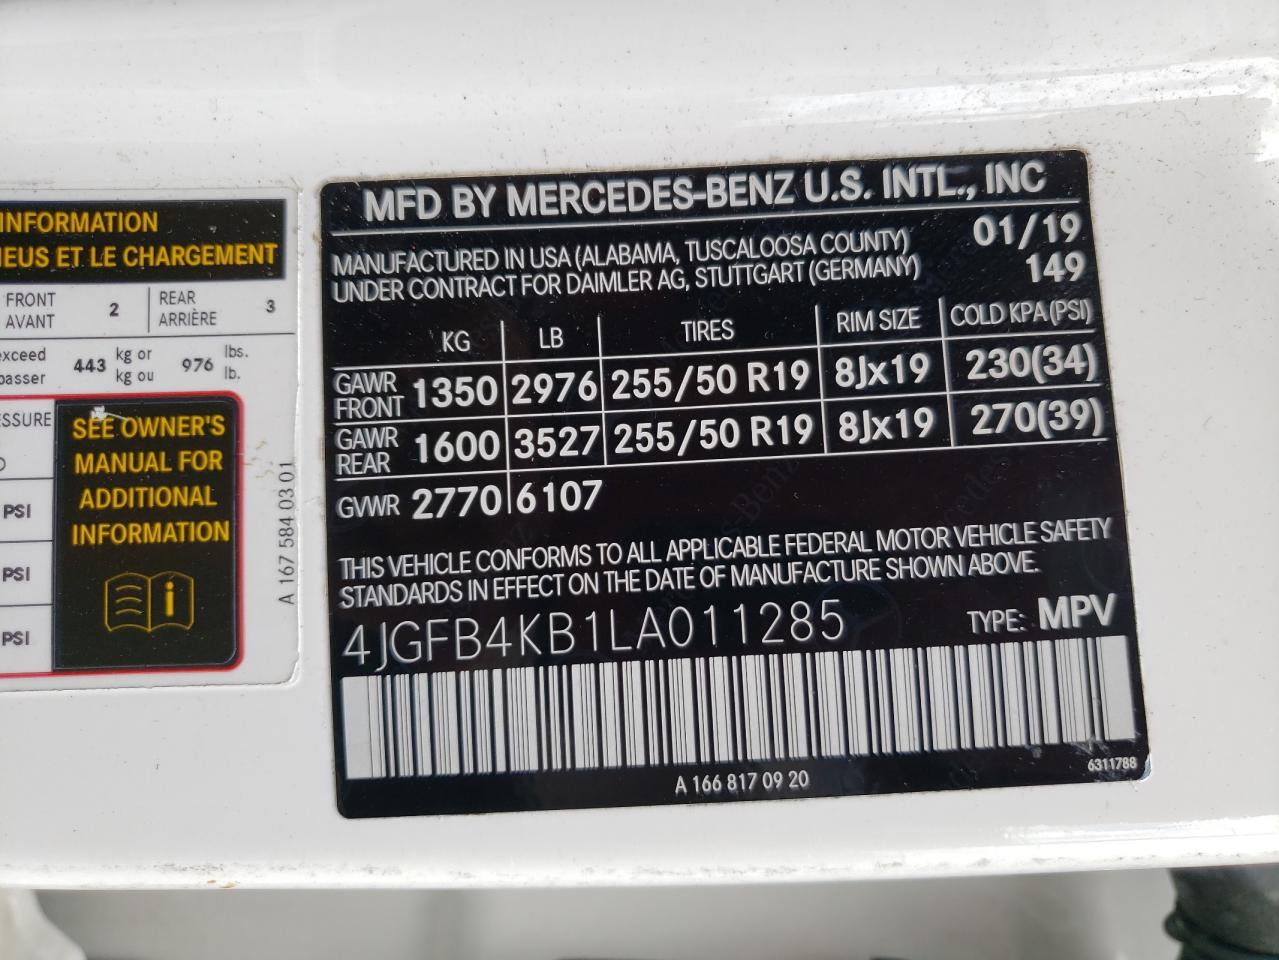 INFORMATION
EUS ET LE CHARGEMENT
FRONT
AVANT
2
REAR
ARRIÈRE
3
exceed
443
kg or
kg ou
976
lbs.
lb.
SEE OWNER'S
MANUAL FOR
ADDITIONAL
INFORMATION
PSI
PSI
PSI
A 167 584 03 01
MFD BY MERCEDES-BENZ U.S. INTL., INC
MANUFACTURED IN USA (ALABAMA, TUSCALOOSA COUNTY) 01/19
UNDER CONTRACT FOR DAIMLER AG, STUTTGART (GERMANY) 149
KG LB TIRES RIM SIZE COLD KPA (PSI)
GAWR FRONT 1350 2976 255/50 R19 8Jx19 230(34)
GAWR REAR 1600 3527 255/50 R19 8Jx19 270(39)
GVWR 2770 6107
THIS VEHICLE CONFORMS TO ALL APPLICABLE FEDERAL MOTOR VEHICLE SAFETY
STANDARDS IN EFFECT ON THE DATE OF MANUFACTURE SHOWN ABOVE.
4JGFB4KB1LA011285 TYPE: MPV
A 166 817 09 20
6311788